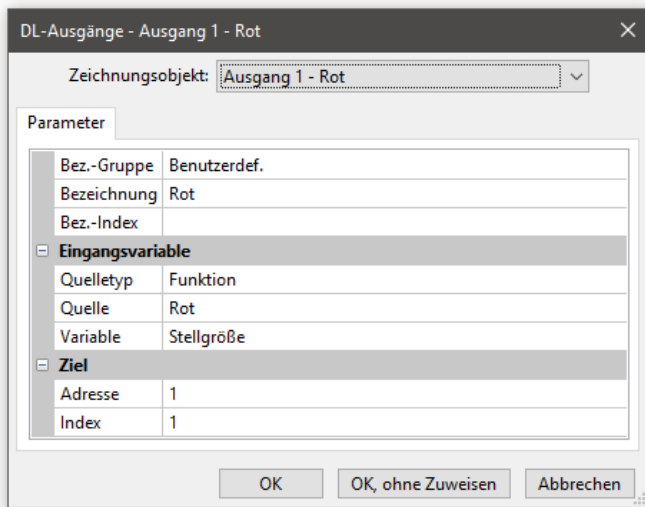 DL-Ausgänge - Ausgang 1 - Rot
Zeichnungsobjekt: Ausgang 1 - Rot
Parameter
Bez.-Gruppe Benutzerdef.
Bezeichnung Rot
Bez.-Index
Eingangsvariable
Quelletyp Funktion
Quelle Rot
Variable Stellgröße
Ziel
Adresse 1
Index 1
OK OK, ohne Zuweisen Abbrechen